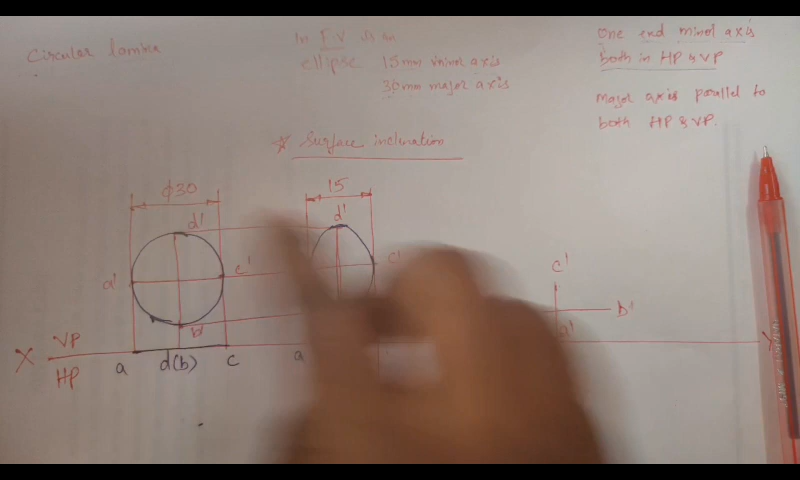 Circular lamina
In F.V is an
ellipse 15mm minor axis
30mm major axis
One end minor axis
both in HP & VP
Major axis parallel to
both HP & VP.
* Surface inclination
ϕ30
15
d'
d'
a'
c'
c'
c'
b'
b'
a'
X
VP
HP
a
d(b)
c
a
Y